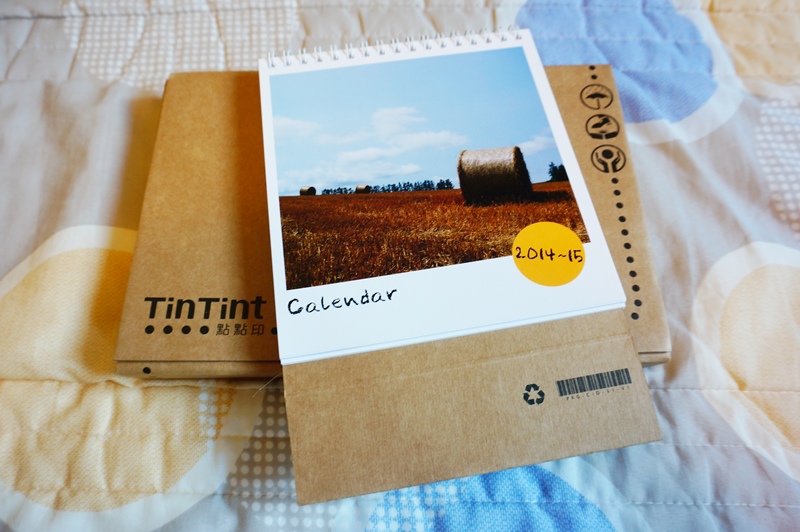 2014~15
Calendar
TinTint
點點印